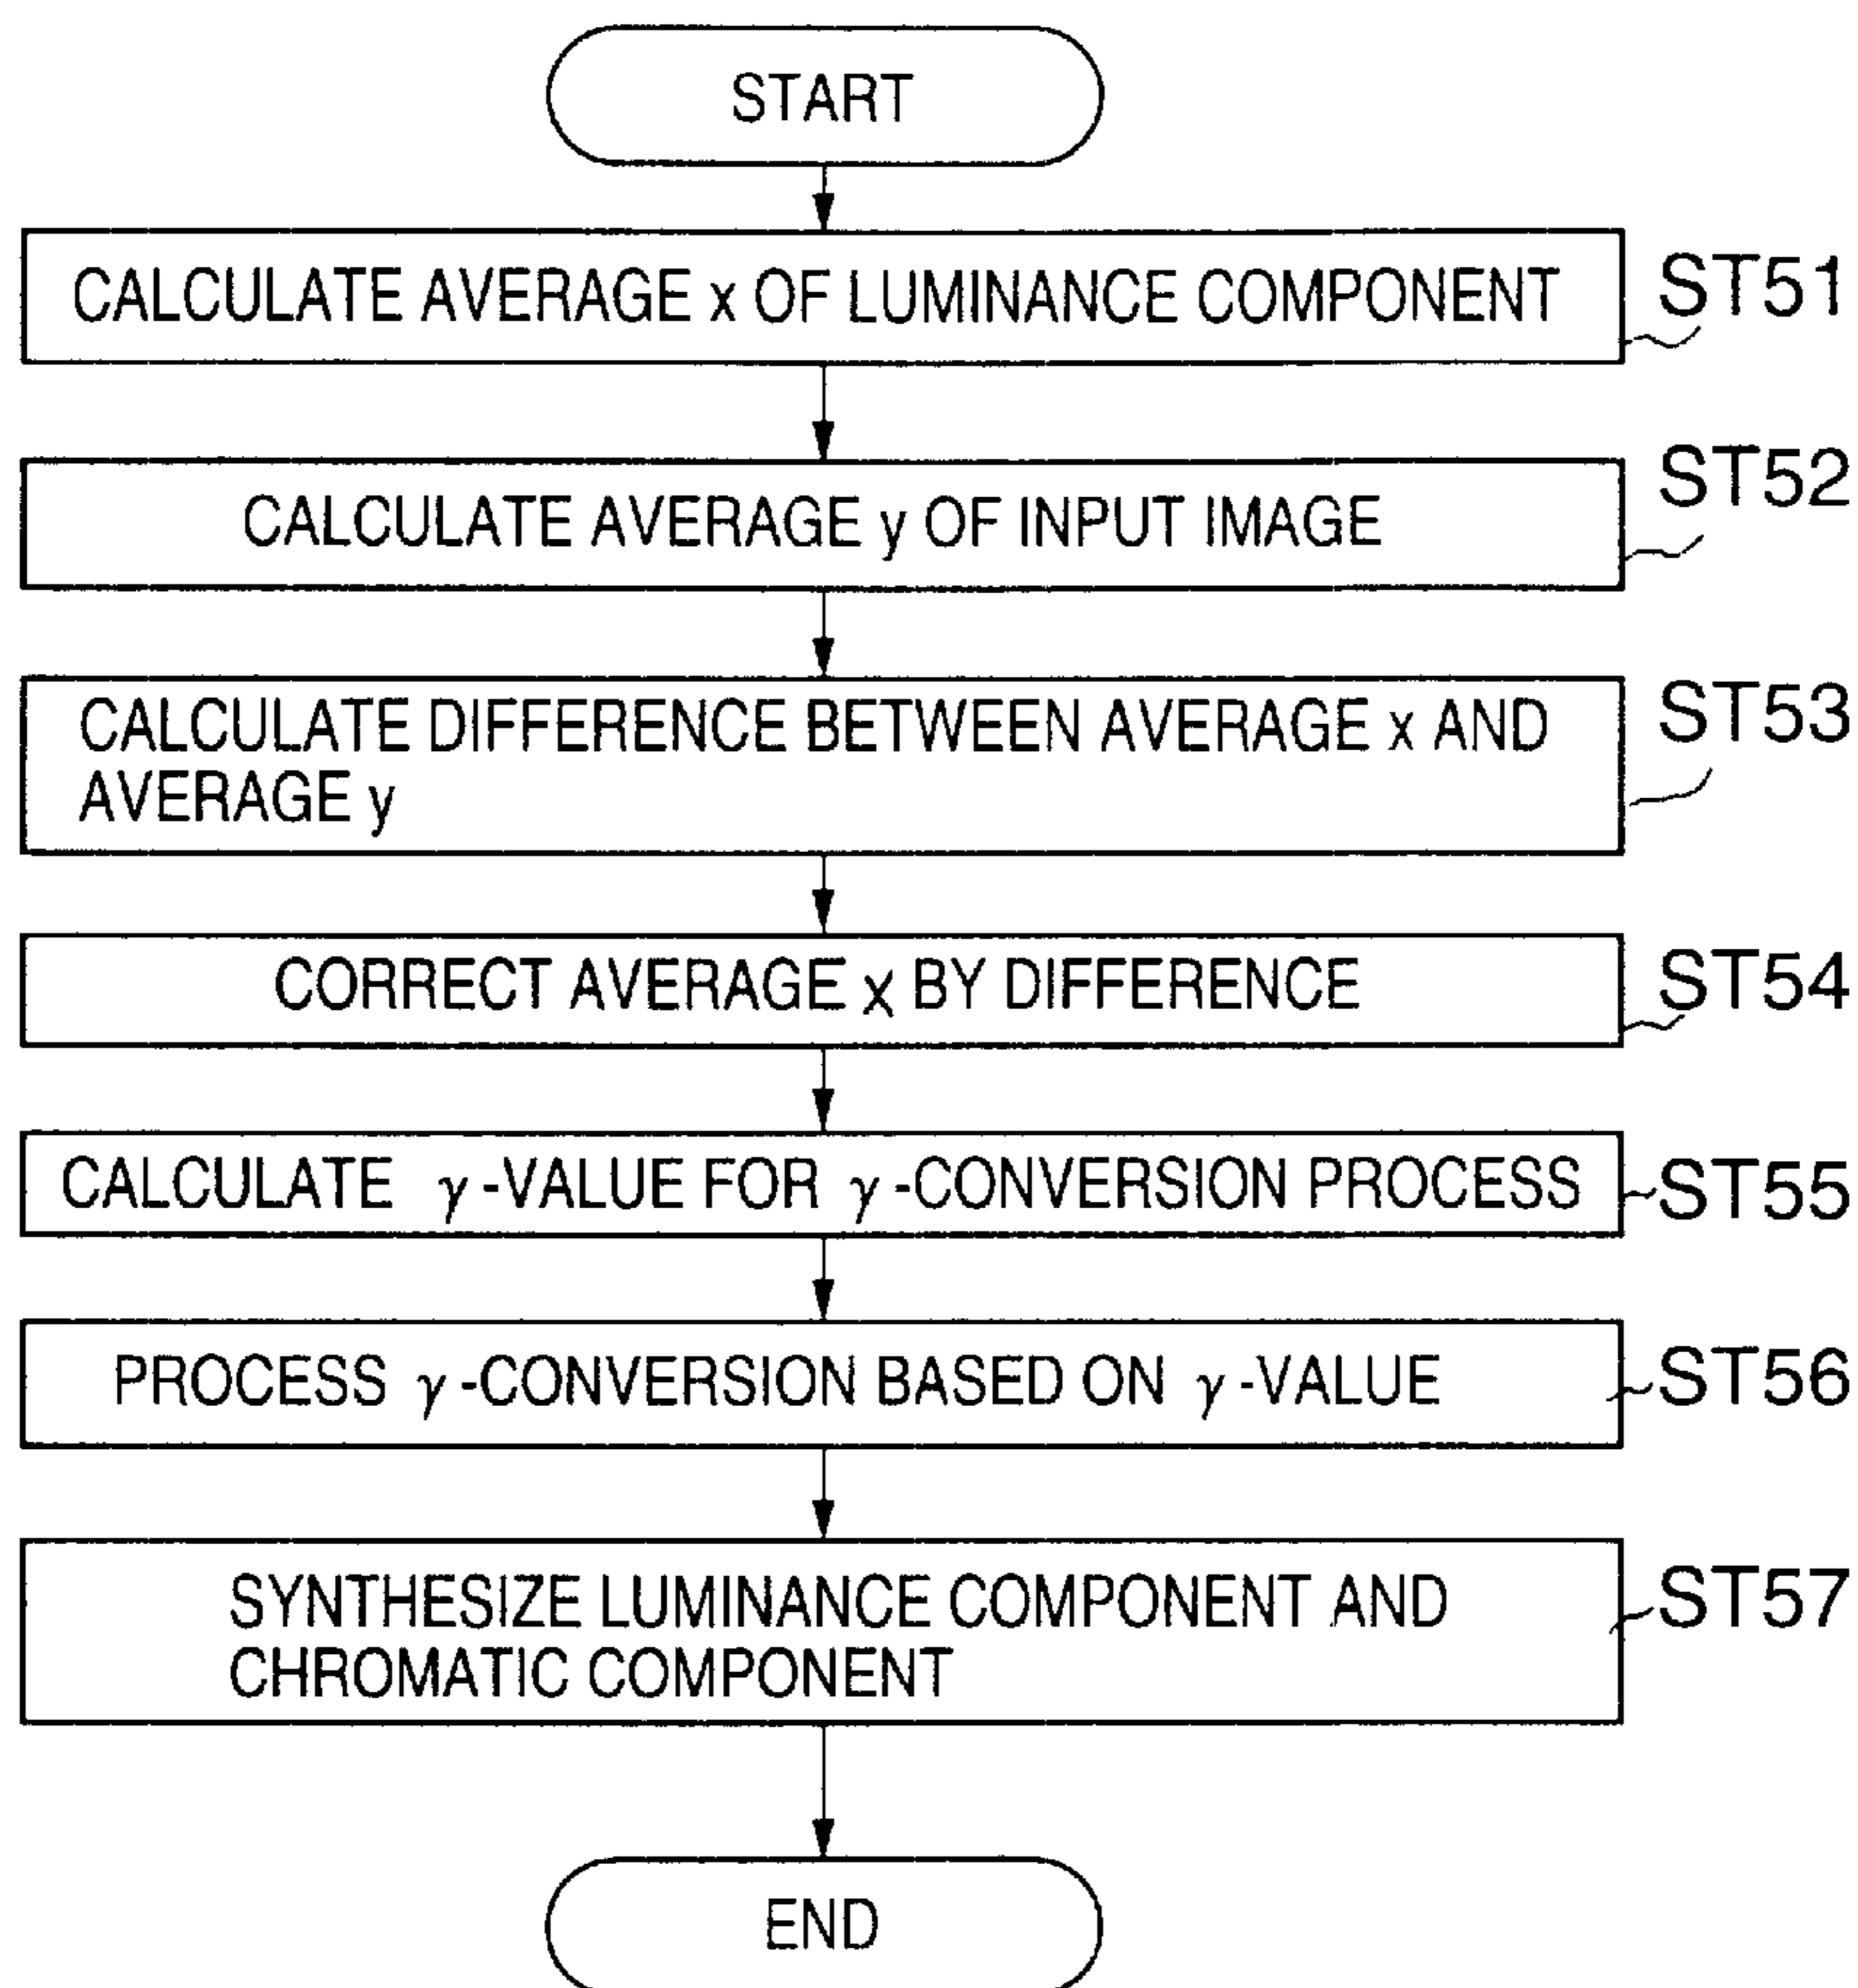 START
CALCULATE AVERAGE x OF LUMINANCE COMPONENT
ST51
CALCULATE AVERAGE y OF INPUT IMAGE
ST52
CALCULATE DIFFERENCE BETWEEN AVERAGE x AND
AVERAGE y
ST53
CORRECT AVERAGE x BY DIFFERENCE
ST54
CALCULATE γ-VALUE FOR γ-CONVERSION PROCESS
ST55
PROCESS γ-CONVERSION BASED ON γ-VALUE
ST56
SYNTHESIZE LUMINANCE COMPONENT AND
CHROMATIC COMPONENT
ST57
END